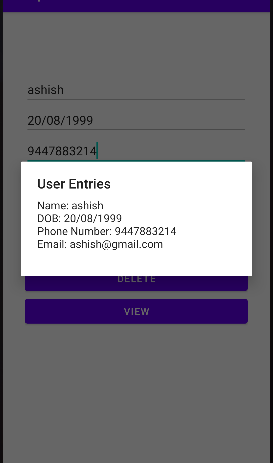 ashish
20/08/1999
9447883214
User Entries
Name: ashish
DOB: 20/08/1999
Phone Number: 9447883214
Email: ashish@gmail.com
DELETE
VIEW